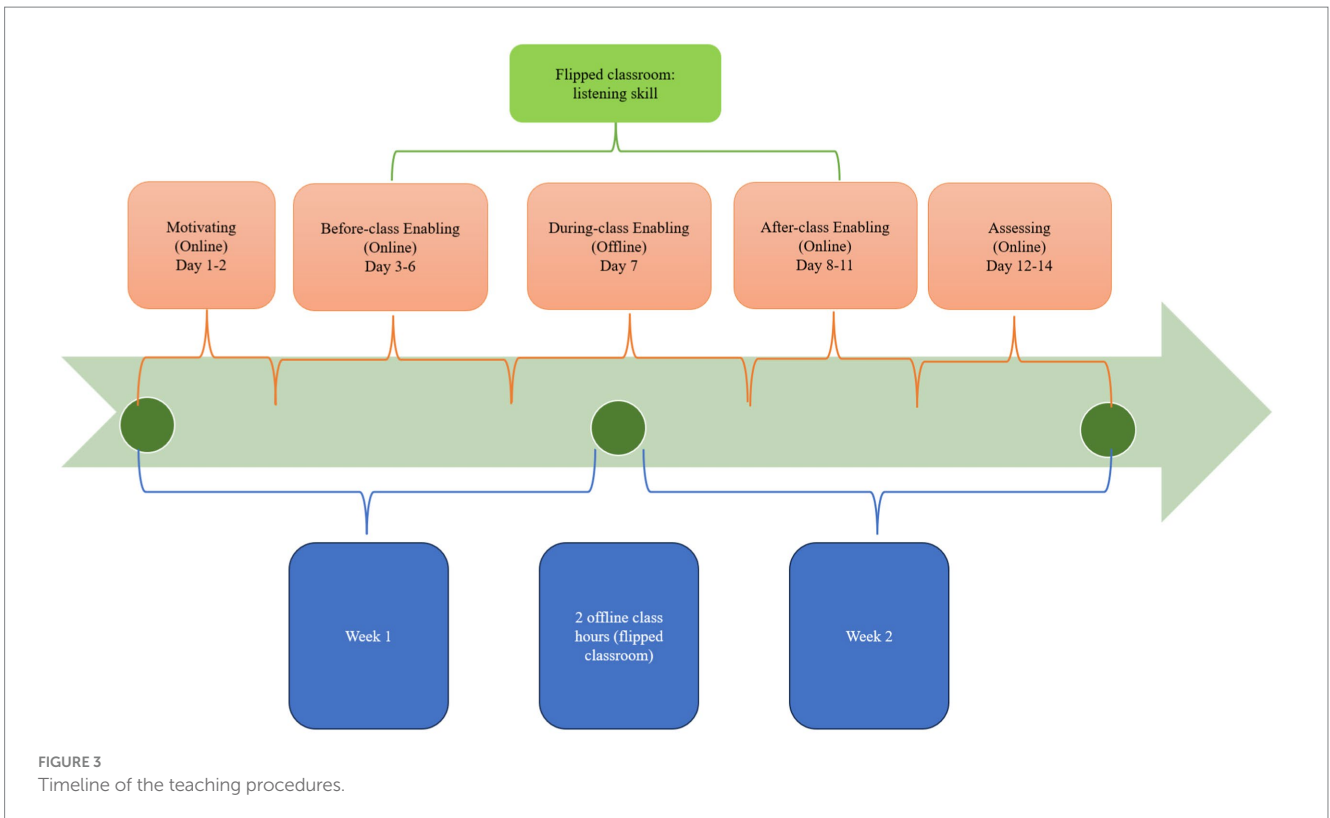 Flipped classroom:
listening skill
Motivating
(Online)
Day 1-2
Before-class Enabling
(Online)
Day 3-6
During-class Enabling
(Offline)
Day 7
After-class Enabling
(Online)
Day 8-11
Assessing
(Online)
Day 12-14
Week 1
2 offline class
hours (flipped
classroom)
Week 2
FIGURE 3
Timeline of the teaching procedures.